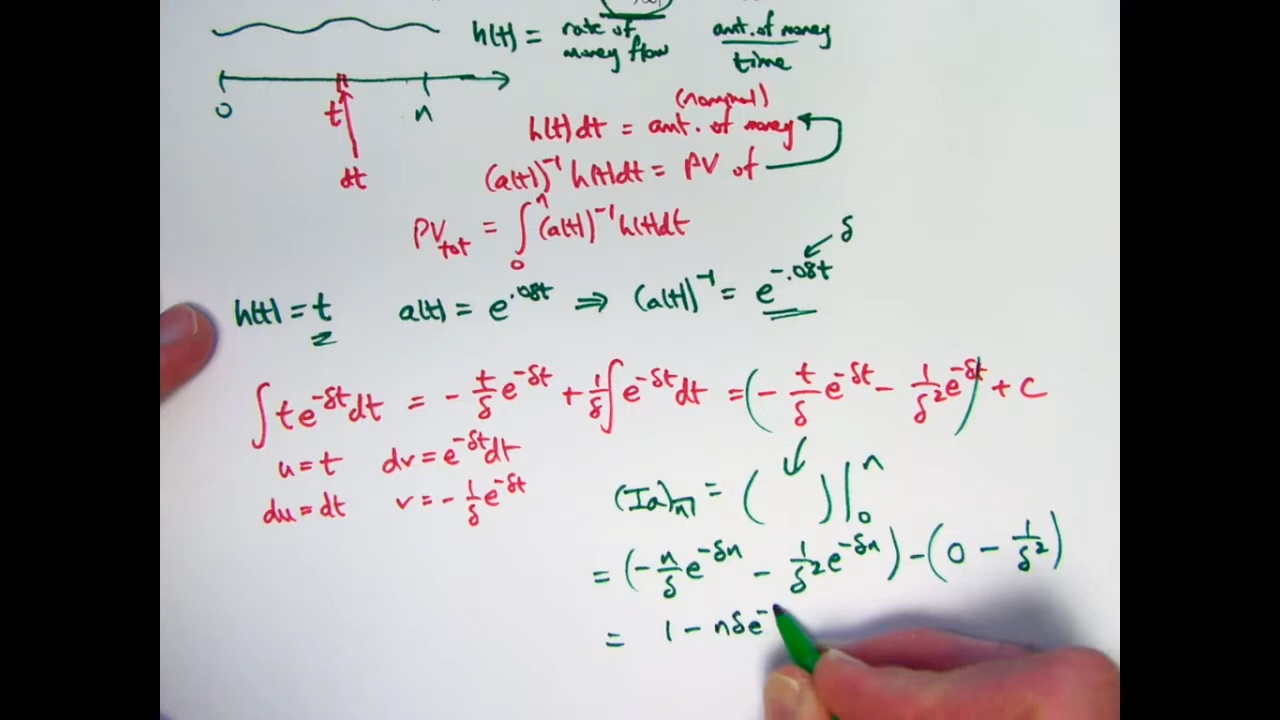 h(t) = rate of money flow amt. of money / time
0 t n
dt
(nominal)
h(t)dt = amt. of money
(a(t))⁻¹ h(t)dt = PV of
PV_tot = ∫₀ⁿ (a(t))⁻¹ h(t)dt
δ
h(t) = t a(t) = e^.08t ⇒ (a(t))⁻¹ = e^-.08t
∫ t e^-δt dt = - t/δ e^-δt + 1/δ ∫ e^-δt dt = (- t/δ e^-δt - 1/δ² e^-δt) + C
u = t dv = e^-δt dt
du = dt v = - 1/δ e^-δt
(Ia)_n̅| = ( )|₀ⁿ
= (- n/δ e^-δn - 1/δ² e^-δn) - (0 - 1/δ²)
= 1 - nδe^-